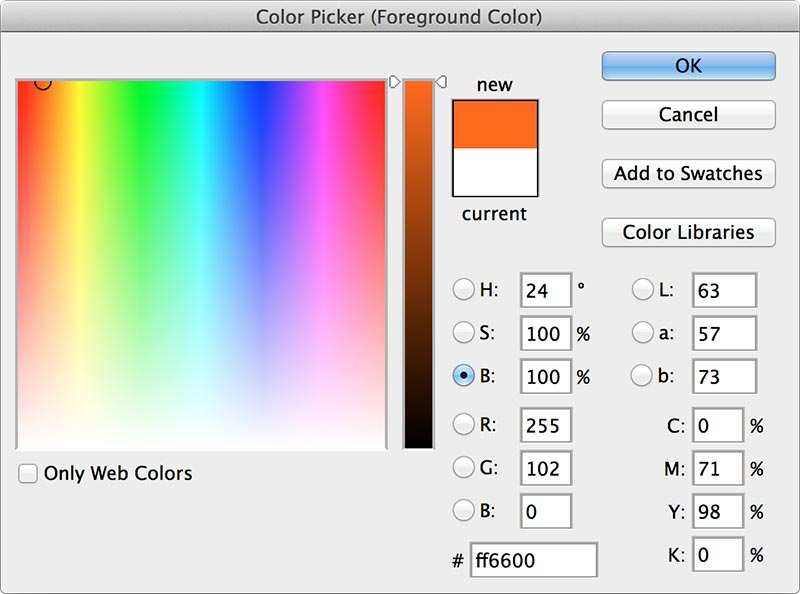 Color Picker (Foreground Color)
new
current
OK
Cancel
Add to Swatches
Color Libraries
H: 24 °
S: 100 %
B: 100 %
R: 255
G: 102
B: 0
# ff6600
L: 63
a: 57
b: 73
C: 0 %
M: 71 %
Y: 98 %
K: 0 %
Only Web Colors